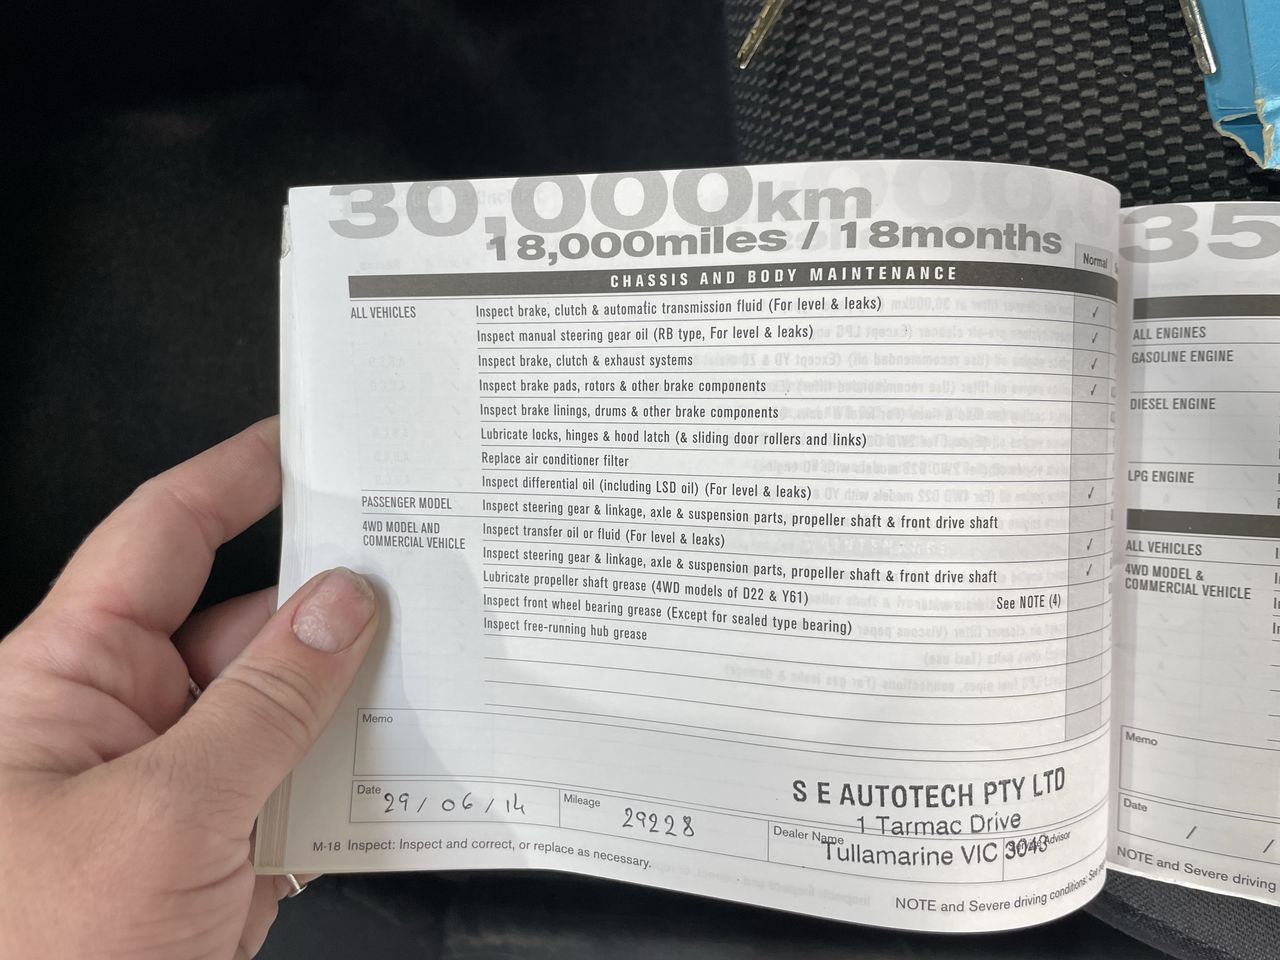 30,000km
18,000miles / 18months
Normal
CHASSIS AND BODY MAINTENANCE
ALL VEHICLES
Inspect brake, clutch & automatic transmission fluid (For level & leaks) ✓
Inspect manual steering gear oil (RB type, For level & leaks) ✓
Inspect brake, clutch & exhaust systems ✓
Inspect brake pads, rotors & other brake components ✓
Inspect brake linings, drums & other brake components
Lubricate locks, hinges & hood latch (& sliding door rollers and links)
Replace air conditioner filter
Inspect differential oil (including LSD oil) (For level & leaks) ✓
PASSENGER MODEL
Inspect steering gear & linkage, axle & suspension parts, propeller shaft & front drive shaft
4WD MODEL AND
COMMERCIAL VEHICLE
Inspect transfer oil or fluid (For level & leaks) ✓
Inspect steering gear & linkage, axle & suspension parts, propeller shaft & front drive shaft ✓
Lubricate propeller shaft grease (4WD models of D22 & Y61) See NOTE (4)
Inspect front wheel bearing grease (Except for sealed type bearing)
Inspect free-running hub grease
Memo
Date 29/06/14
Mileage 29228
Dealer Name
S E AUTOTECH PTY LTD
1 Tarmac Drive
Tullamarine VIC 3043
Advisor
M-18 Inspect: Inspect and correct, or replace as necessary.
NOTE and Severe driving conditions:
35
ALL ENGINES
GASOLINE ENGINE
DIESEL ENGINE
LPG ENGINE
ALL VEHICLES
4WD MODEL &
COMMERCIAL VEHICLE
Memo
Date / /
NOTE and Severe driving